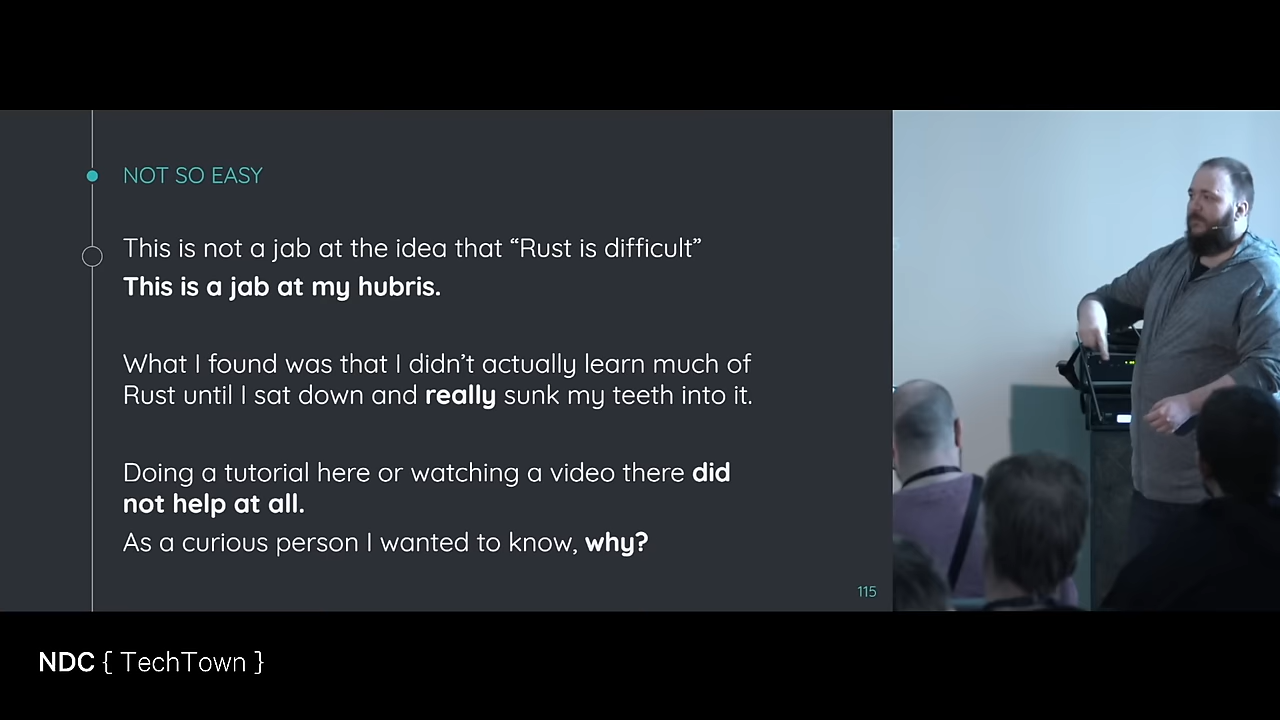 NOT SO EASY
This is not a jab at the idea that “Rust is difficult”
This is a jab at my hubris.
What I found was that I didn’t actually learn much of
Rust until I sat down and really sunk my teeth into it.
Doing a tutorial here or watching a video there did
not help at all.
As a curious person I wanted to know, why?
115
NDC { TechTown }